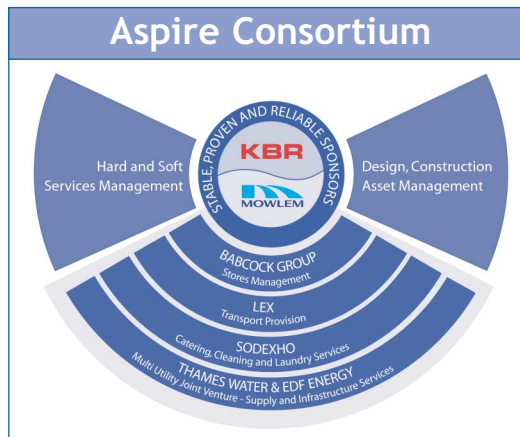 Aspire Consortium
STABLE, PROVEN AND RELIABLE SPONSORS
KBR
MOWLEM
Hard and Soft
Services Management
Design, Construction
Asset Management
BABCOCK GROUP
Stores Management
LEX
Transport Provision
SODEXHO
Catering, Cleaning and Laundry Services
THAMES WATER & EDF ENERGY
Multi Utility Joint Venture - Supply and Infrastructure Services